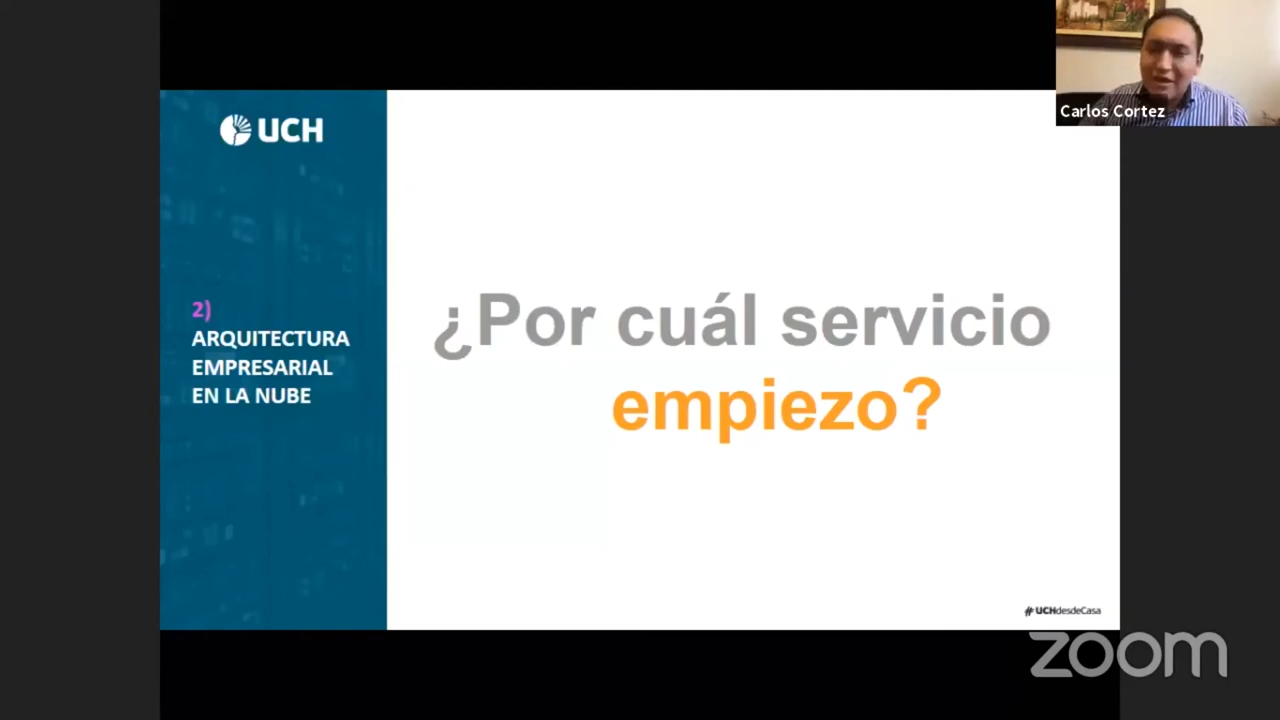 UCH
2)
ARQUITECTURA
EMPRESARIAL
EN LA NUBE
¿Por cuál servicio
empiezo?
#UCHdesdeCasa
Carlos Cortez
zoom